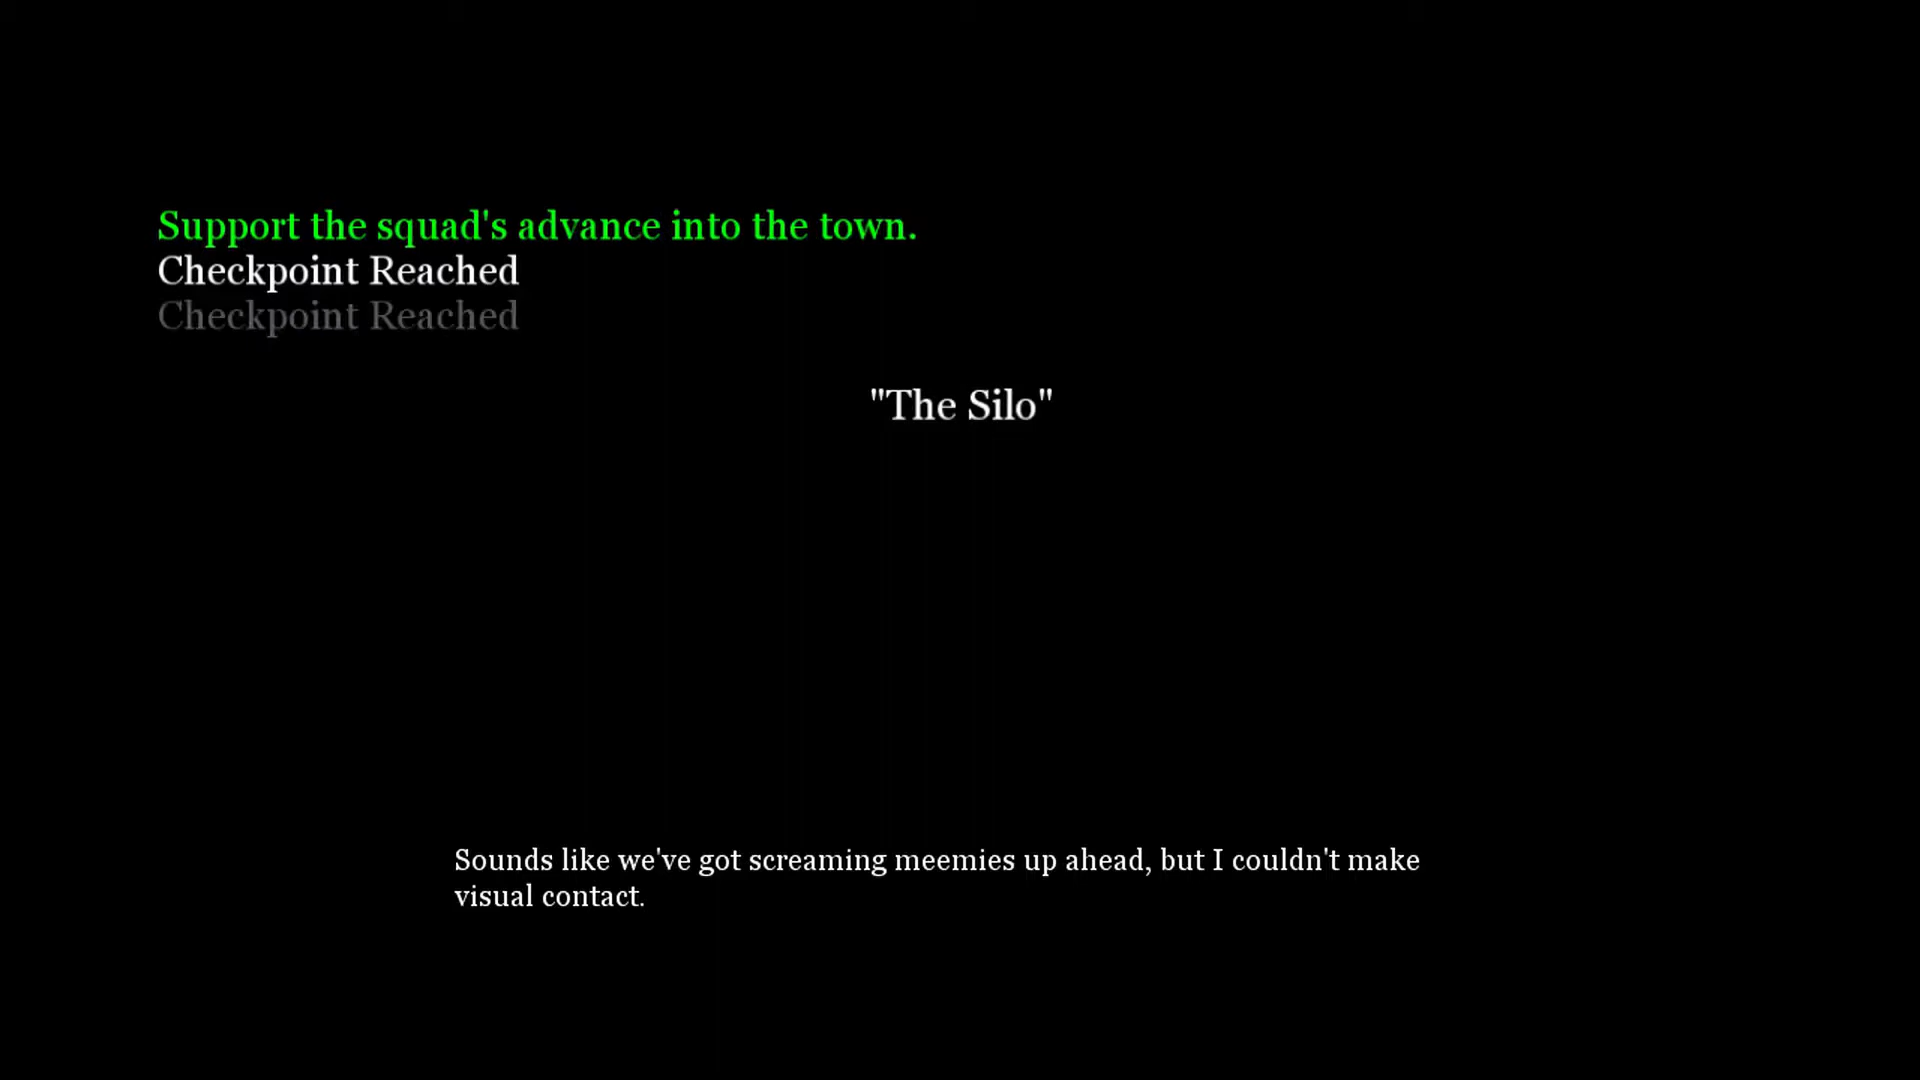 Support the squad's advance into the town.
Checkpoint Reached
Checkpoint Reached
"The Silo"
Sounds like we've got screaming meemies up ahead, but I couldn't make
visual contact.